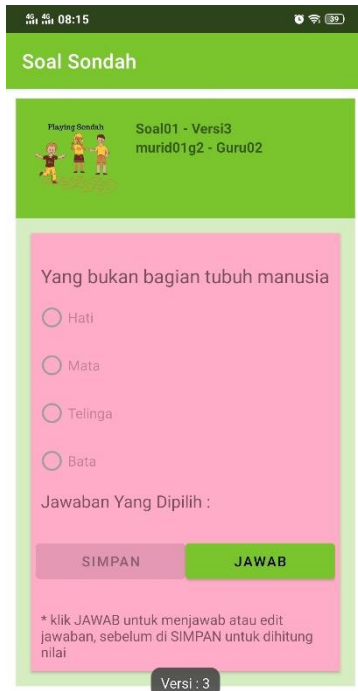 4G 4G 08:15 39
Soal Sondah
Playing Sondah
Soal01 - Versi3
murid01g2 - Guru02
Yang bukan bagian tubuh manusia
Hati
Mata
Telinga
Bata
Jawaban Yang Dipilih :
SIMPAN JAWAB
* klik JAWAB untuk menjawab atau edit
jawaban, sebelum di SIMPAN untuk dihitung
nilai
Versi : 3